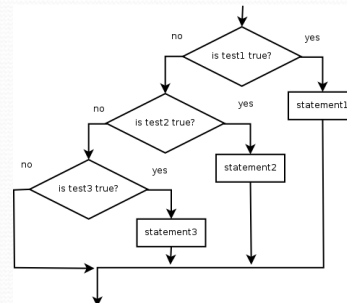 no
yes
is test1 true?
no
yes
statement1
is test2 true?
no
yes
statement2
is test3 true?
statement3